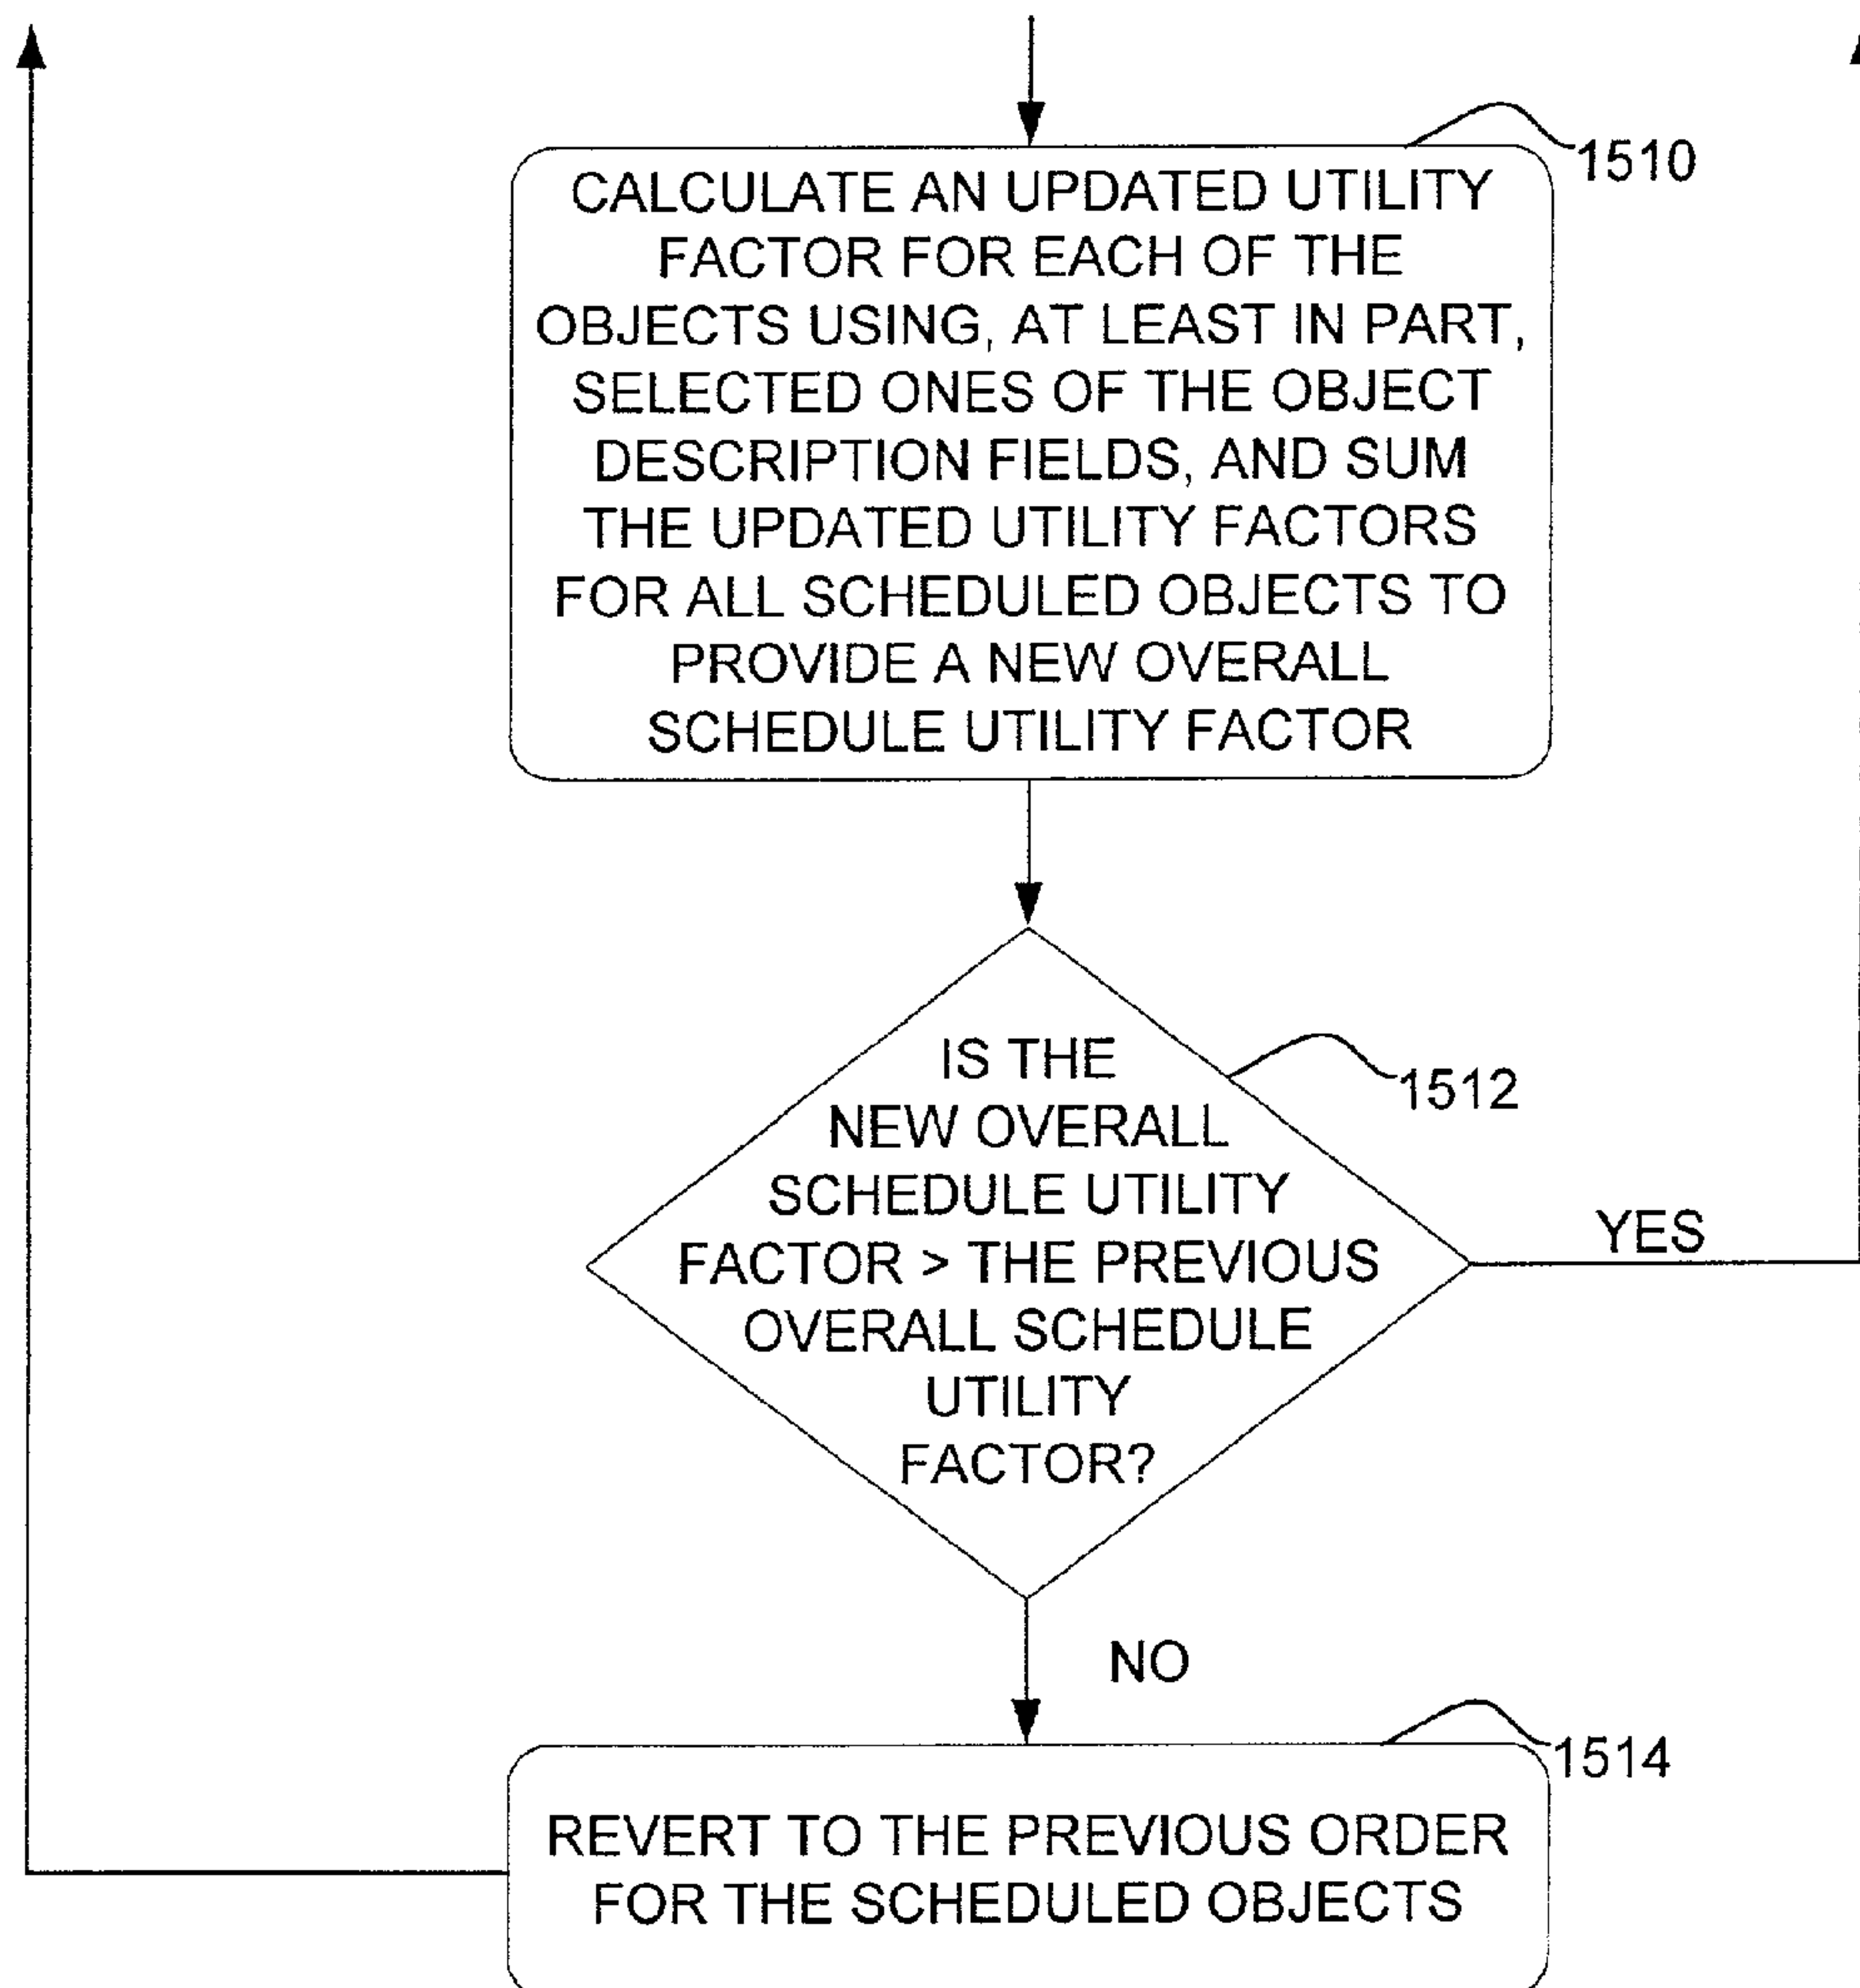 1510
CALCULATE AN UPDATED UTILITY
FACTOR FOR EACH OF THE
OBJECTS USING, AT LEAST IN PART,
SELECTED ONES OF THE OBJECT
DESCRIPTION FIELDS, AND SUM
THE UPDATED UTILITY FACTORS
FOR ALL SCHEDULED OBJECTS TO
PROVIDE A NEW OVERALL
SCHEDULE UTILITY FACTOR
IS THE
1512
NEW OVERALL
SCHEDULE UTILITY
YES
FACTOR > THE PREVIOUS
OVERALL SCHEDULE
UTILITY
FACTOR?
NO
1514
REVERT TO THE PREVIOUS ORDER
FOR THE SCHEDULED OBJECTS